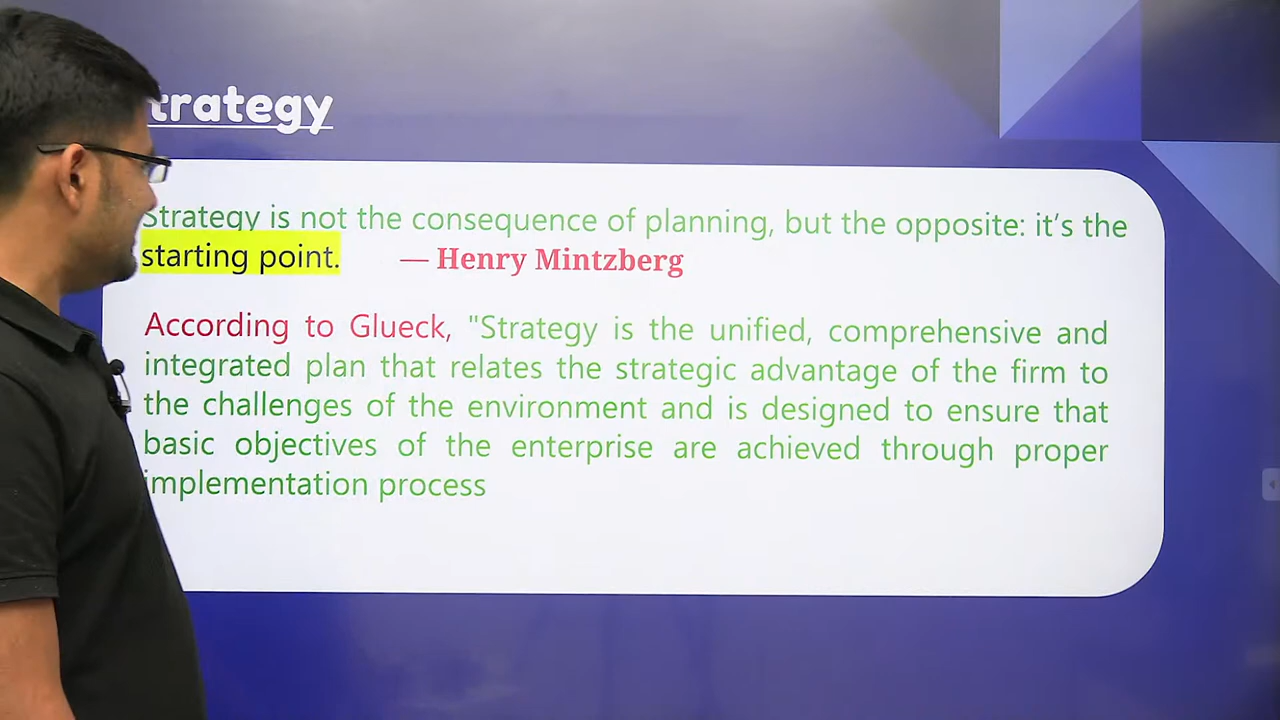 trategy
Strategy is not the consequence of planning, but the opposite: it’s the
starting point. — Henry Mintzberg
According to Glueck, "Strategy is the unified, comprehensive and
integrated plan that relates the strategic advantage of the firm to
the challenges of the environment and is designed to ensure that
basic objectives of the enterprise are achieved through proper
implementation process